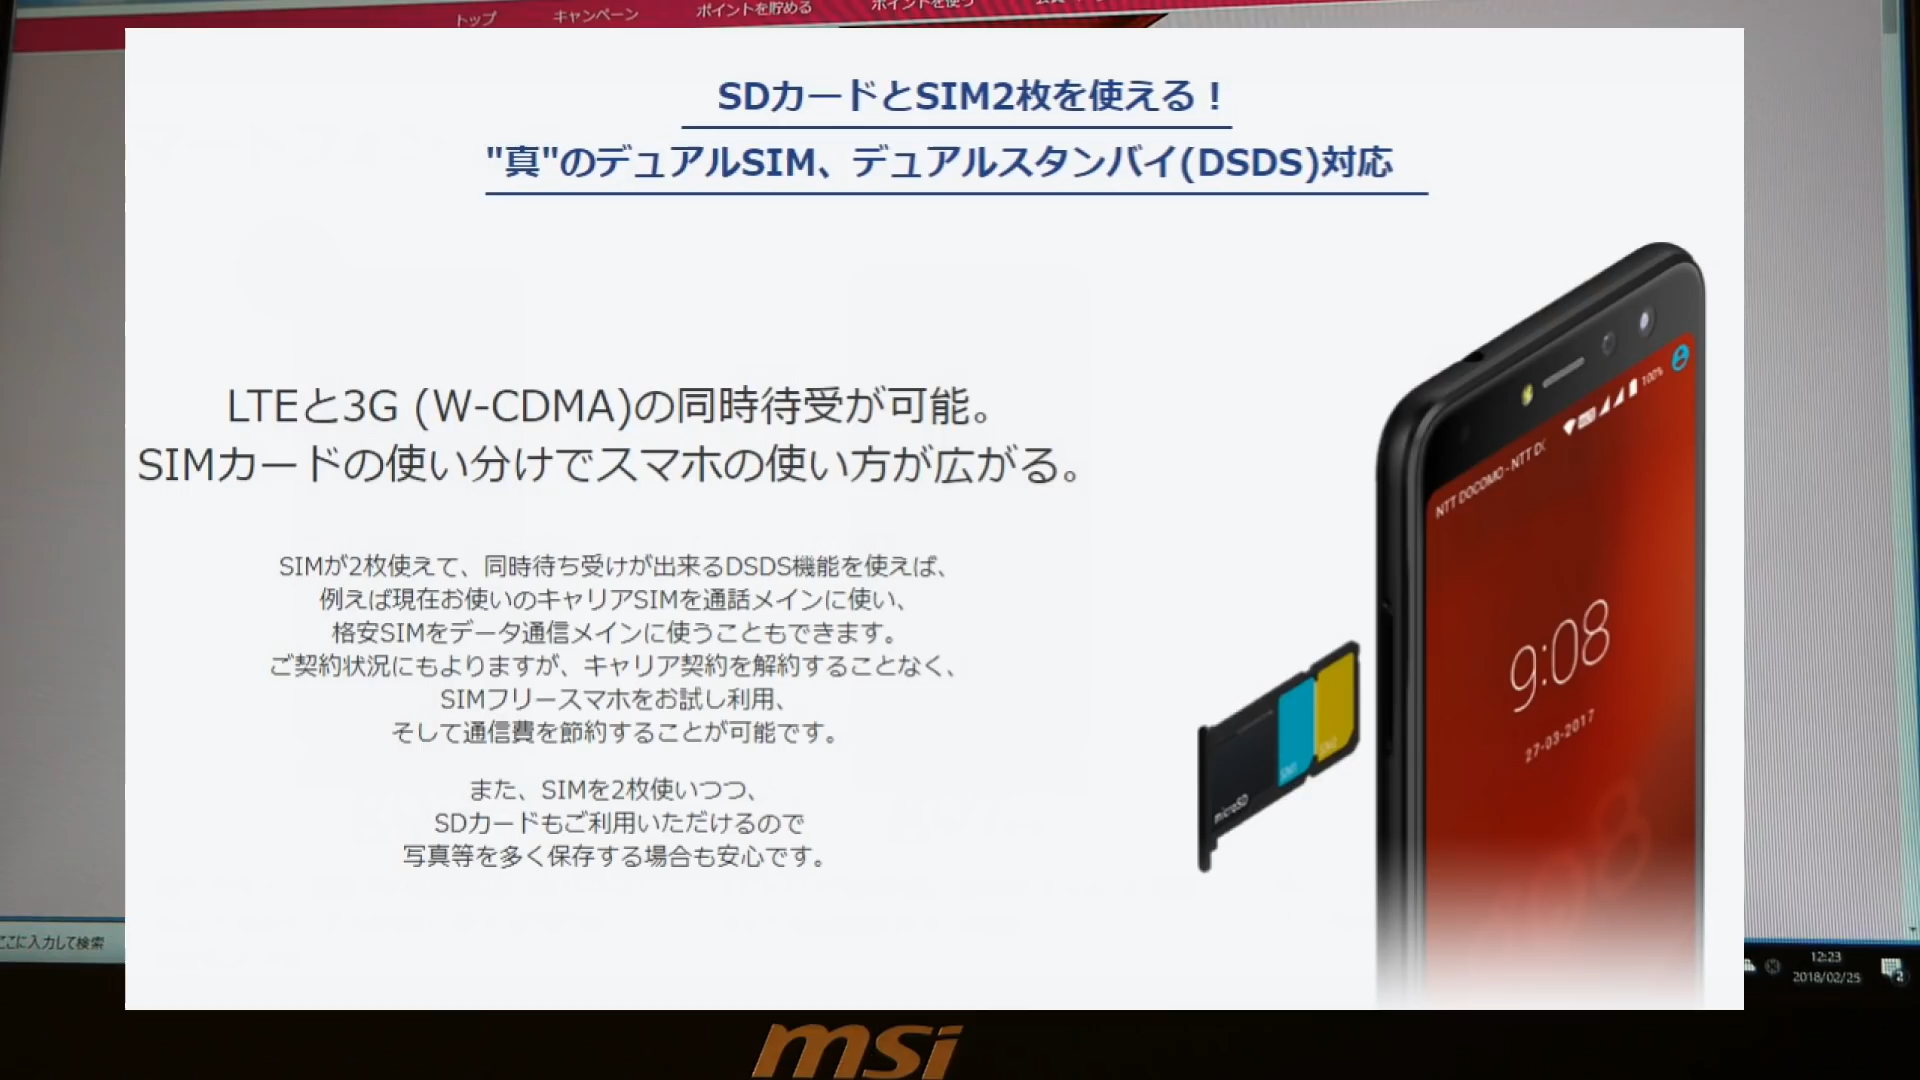 トップ キャンペーン ポイントを貯める ポイントを使う
SDカードとSIM2枚を使える！
"真"のデュアルSIM、デュアルスタンバイ(DSDS)対応
LTEと3G (W-CDMA)の同時待受が可能。
SIMカードの使い分けでスマホの使い方が広がる。
SIMが2枚使えて、同時待ち受けが出来るDSDS機能を使えば、
例えば現在お使いのキャリアSIMを通話メインに使い、
格安SIMをデータ通信メインに使うこともできます。
ご契約状況にもよりますが、キャリア契約を解約することなく、
SIMフリースマホをお試し利用、
そして通信費を節約することが可能です。
また、SIMを2枚使いつつ、
SDカードもご利用いただけるので
写真等を多く保存する場合も安心です。
100%
NTT DOCOMO - NTT DO
9:08
27-03-2017
microSD
SIM1
SIM2
ここに入力して検索
12:23
2018/02/25
2
msi